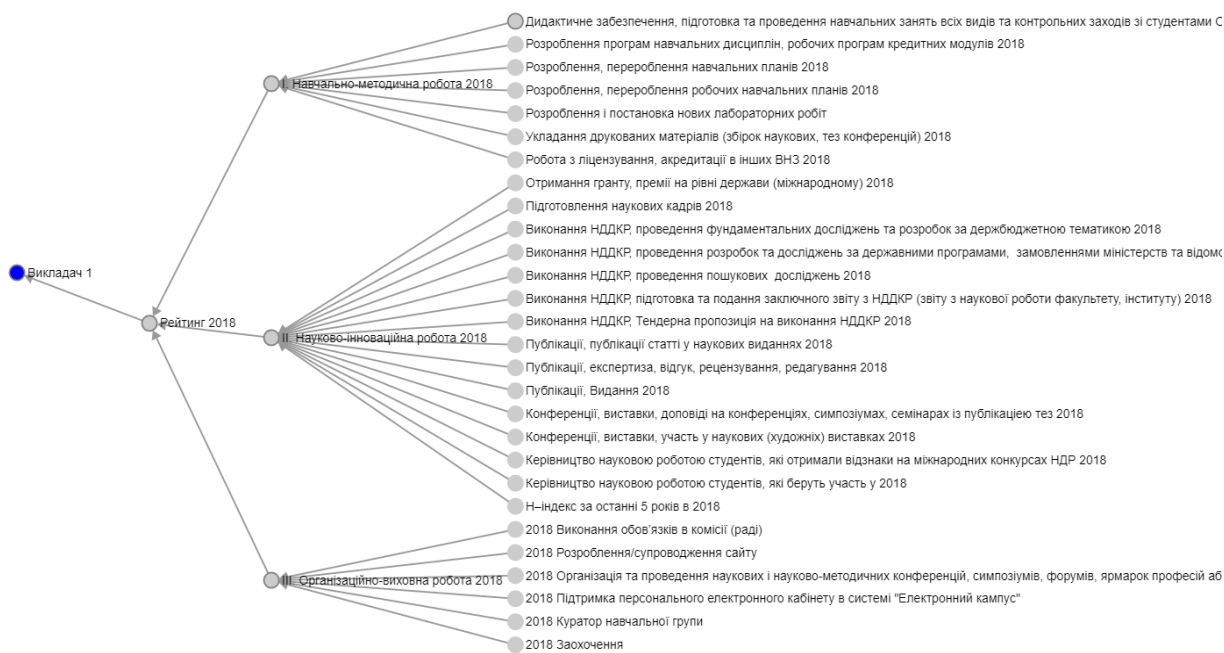 Дидактичне забезпечення, підготовка та проведення навчальних занять всіх видів та контрольних заходів зі студентами
Розроблення програм навчальних дисциплін, робочих програм кредитних модулів 2018
Розроблення, перероблення навчальних планів 2018
I. Навчально-методична робота 2018
Розроблення, перероблення робочих навчальних планів 2018
Розроблення і постановка нових лабораторних робіт
Укладання друкованих матеріалів (збірок наукових, тез конференцій) 2018
Робота з ліцензування, акредитації в інших ВНЗ 2018
Отримання гранту, премії на рівні держави (міжнародному) 2018
Підготовлення наукових кадрів 2018
Виконання НДДКР, проведення фундаментальних досліджень та розробок за держбюджетною тематикою 2018
Виконання НДДКР, проведення розробок та досліджень за державними програмами, замовленнями міністерств та відомс
Викладач 1
Виконання НДДКР, проведення пошукових досліджень 2018
Виконання НДДКР, підготовка та подання заключного звіту з НДДКР (звіту з наукової роботи факультету, інституту) 2018
Рейтинг 2018
Виконання НДДКР, Тендерна пропозиція на виконання НДДКР 2018
II. Науково-інноваційна робота 2018
Публікації, публікації статті у наукових виданнях 2018
Публікації, експертиза, відгук, рецензування, редагування 2018
Публікації, Видання 2018
Конференції, виставки, доповіді на конференціях, симпозіумах, семінарах із публікацією тез 2018
Конференції, виставки, участь у наукових (художніх) виставках 2018
Керівництво науковою роботою студентів, які отримали відзнаки на міжнародних конкурсах НДР 2018
Керівництво науковою роботою студентів, які беруть участь у 2018
Н–індекс за останні 5 років в 2018
2018 Виконання обов’язків в комісії (раді)
2018 Розроблення/супроводження сайту
III. Організаційно-виховна робота 2018
2018 Організація та проведення наукових і науково-методичних конференцій, симпозіумів, форумів, ярмарок професій аб
2018 Підтримка персонального електронного кабінету в системі "Електронний кампус"
2018 Куратор навчальної групи
2018 Заохочення